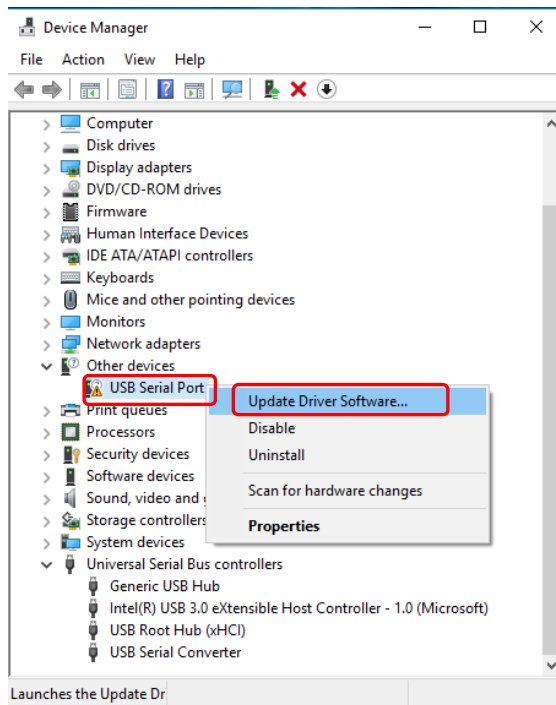 Device Manager
File Action View Help
Computer
Disk drives
Display adapters
DVD/CD-ROM drives
Firmware
Human Interface Devices
IDE ATA/ATAPI controllers
Keyboards
Mice and other pointing devices
Monitors
Network adapters
Other devices
USB Serial Port
Update Driver Software...
Print queues
Disable
Processors
Security devices
Uninstall
Software devices
Sound, video and
Scan for hardware changes
Storage controllers
Properties
System devices
Universal Serial Bus controllers
Generic USB Hub
Intel(R) USB 3.0 eXtensible Host Controller - 1.0 (Microsoft)
USB Root Hub (xHCI)
USB Serial Converter
Launches the Update Dr